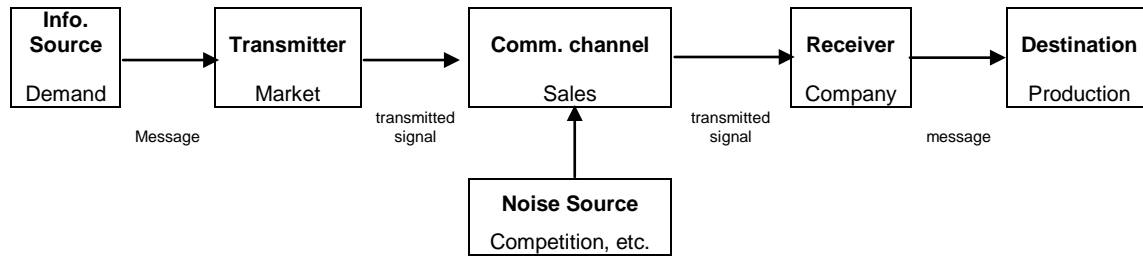 Info.
Source
Demand
Transmitter
Market
Comm. channel
Sales
Receiver
Company
Destination
Production
Message
transmitted
signal
transmitted
signal
message
Noise Source
Competition, etc.